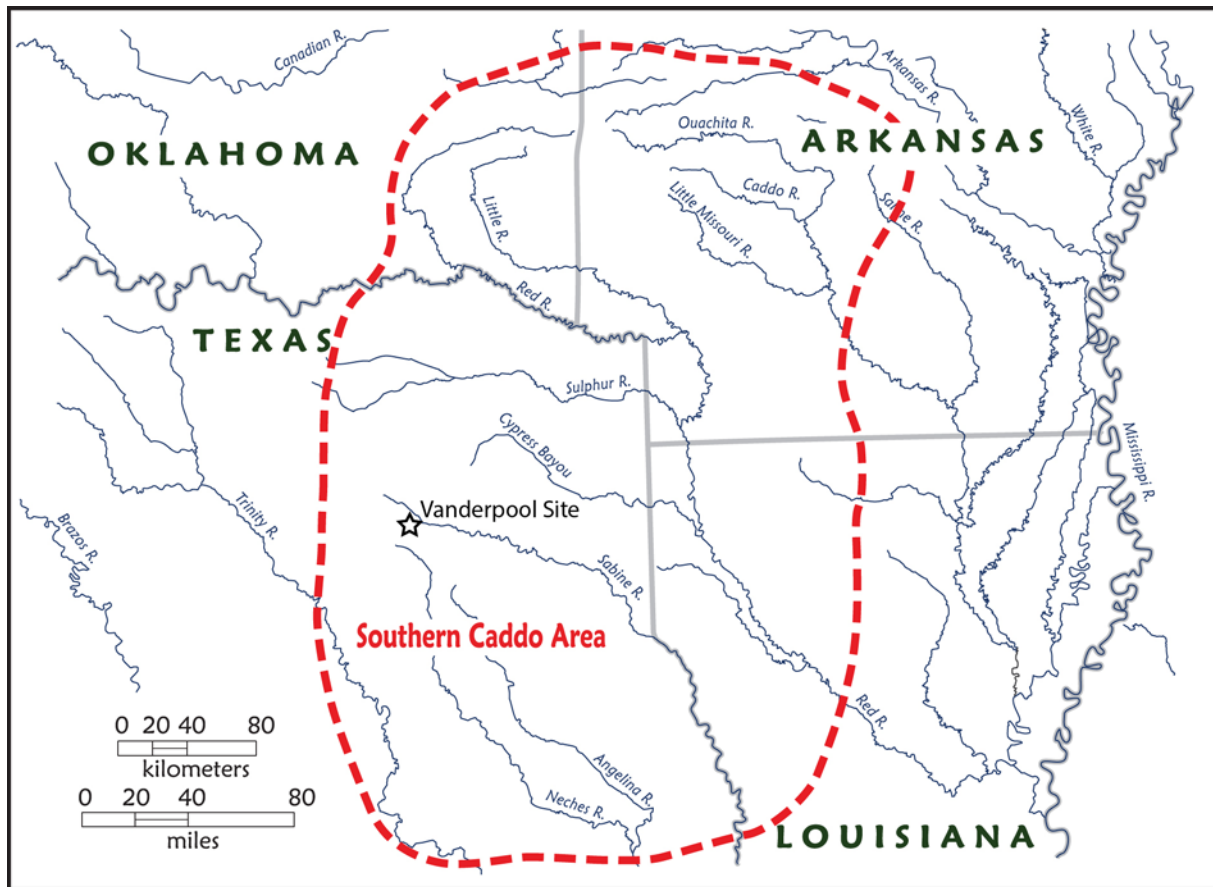 Canadian R.
Arkansas R.
White R.
OKLAHOMA
Ouachita R.
ARKANSAS
Caddo R.
Little R.
Little Missouri R.
Saline R.
Red R.
TEXAS
Sulphur R.
Cypress Bayou
Mississippi R.
Trinity R.
Vanderpool Site
Brazos R.
Sabine R.
Southern Caddo Area
Red R.
0 20 40 80
kilometers
Angelina R.
Neches R.
0 20 40 80
miles
LOUISIANA